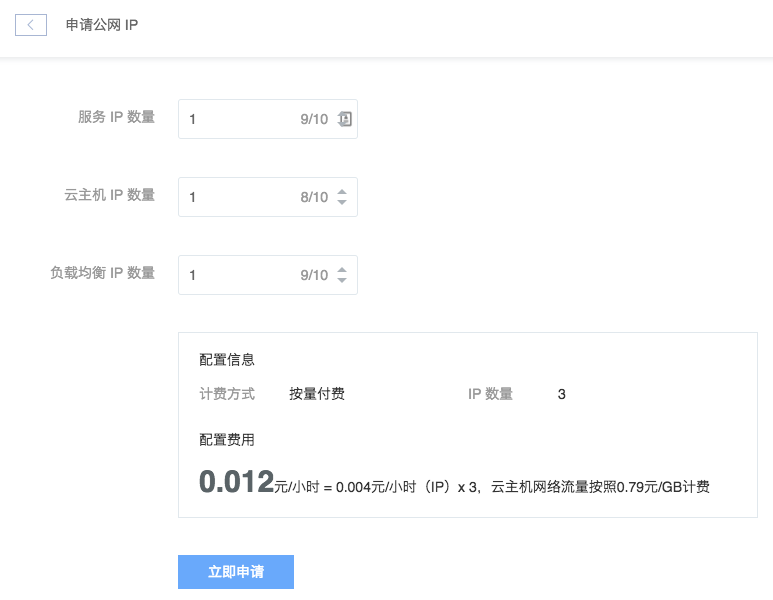 申请公网 IP
服务 IP 数量 1 9/10
云主机 IP 数量 1 8/10
负载均衡 IP 数量 1 9/10
配置信息
计费方式 按量付费 IP 数量 3
配置费用
0.012元/小时 = 0.004元/小时（IP）x 3，云主机网络流量按照0.79元/GB计费
立即申请